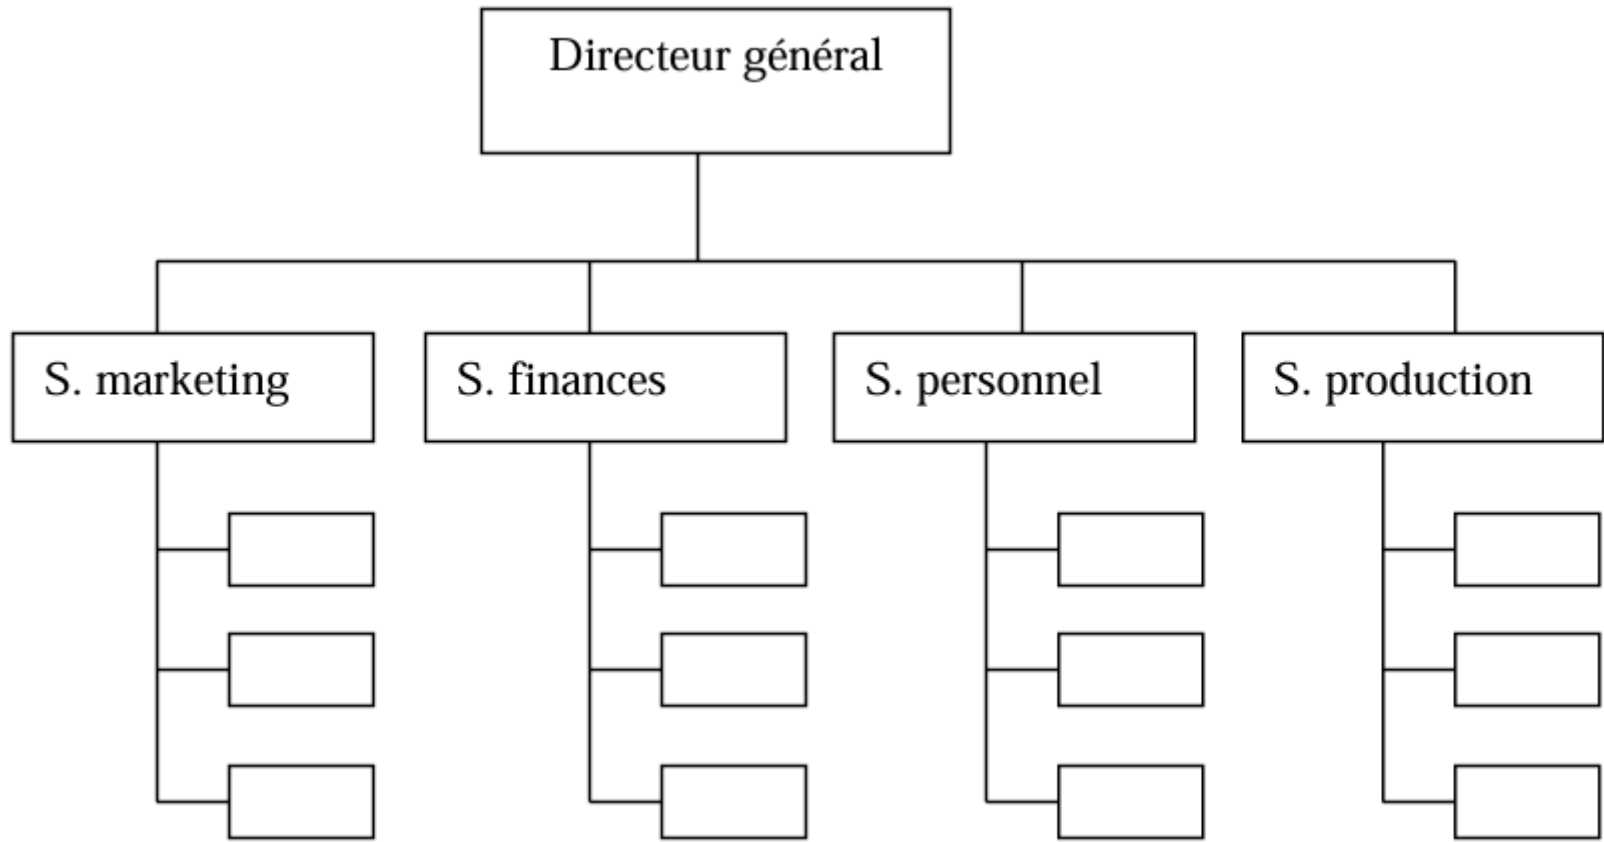 Directeur général
S. marketing
S. finances
S. personnel
S. production